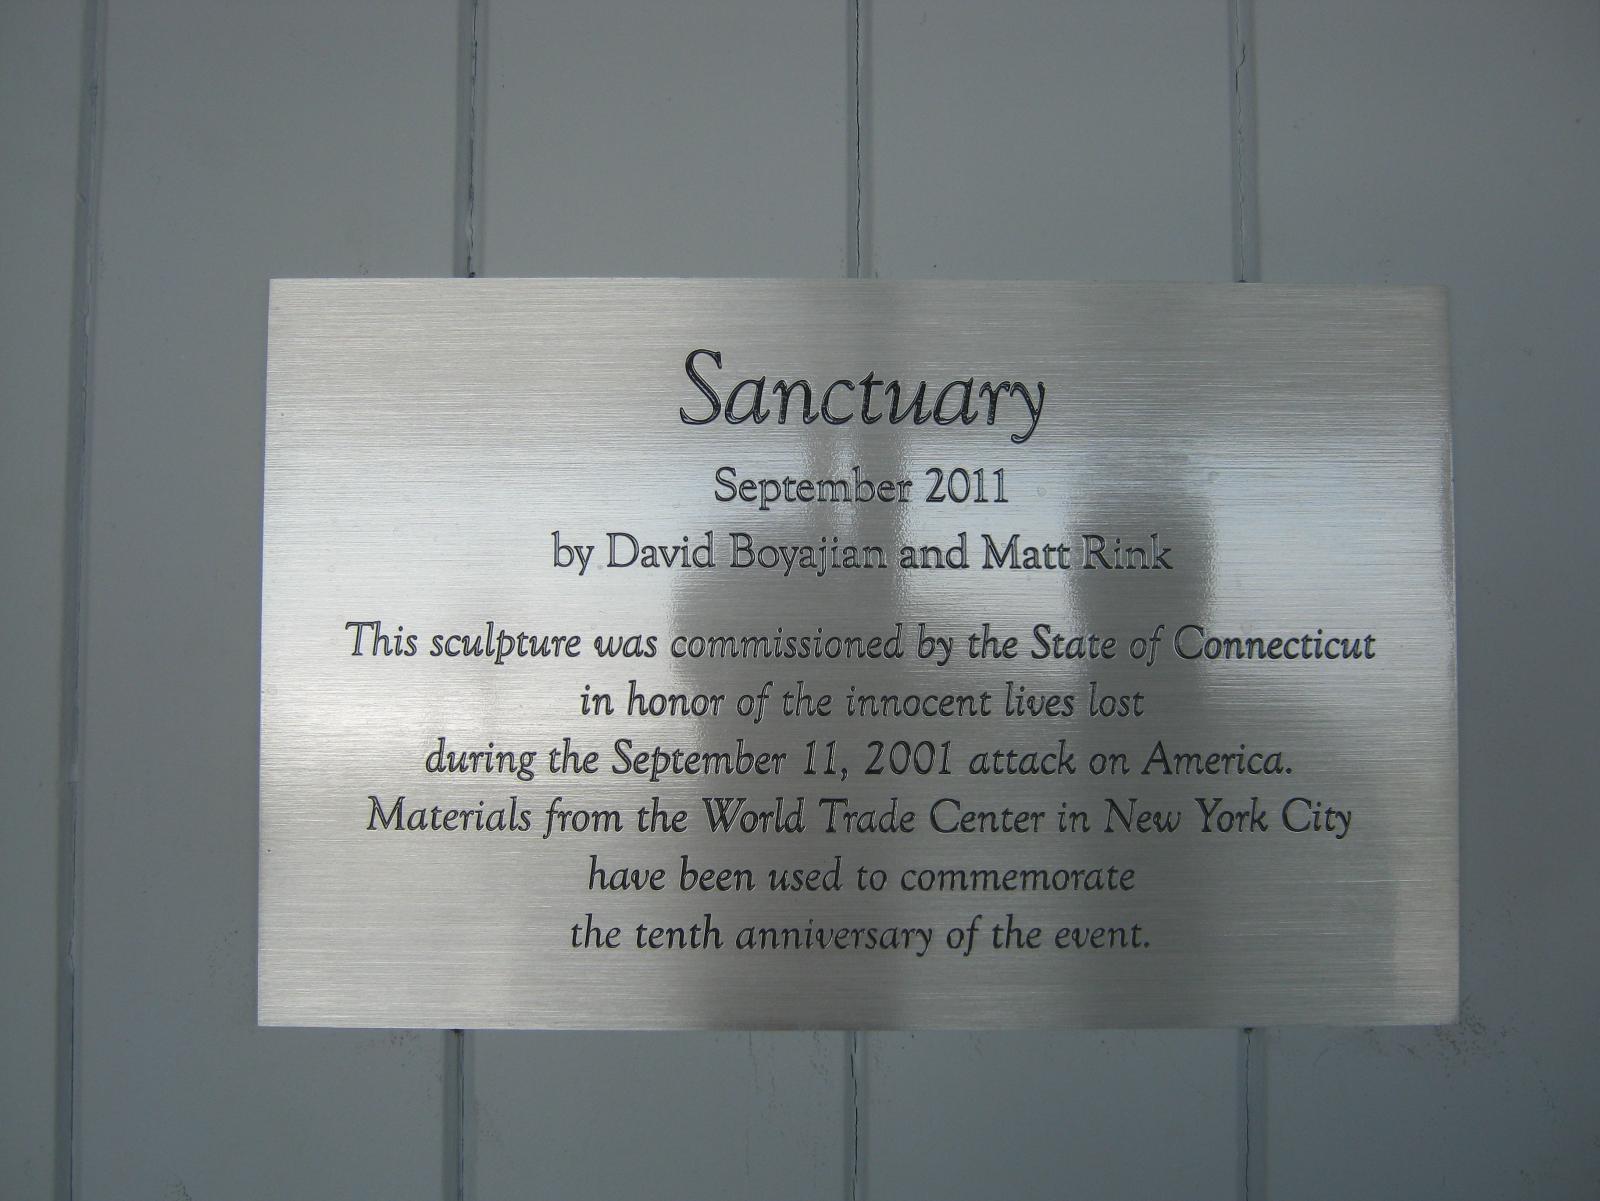 Sanctuary
September 2011
by David Boyajian and Matt Rink
This sculpture was commissioned by the State of Connecticut
in honor of the innocent lives lost
during the September 11, 2001 attack on America.
Materials from the World Trade Center in New York City
have been used to commemorate
the tenth anniversary of the event.